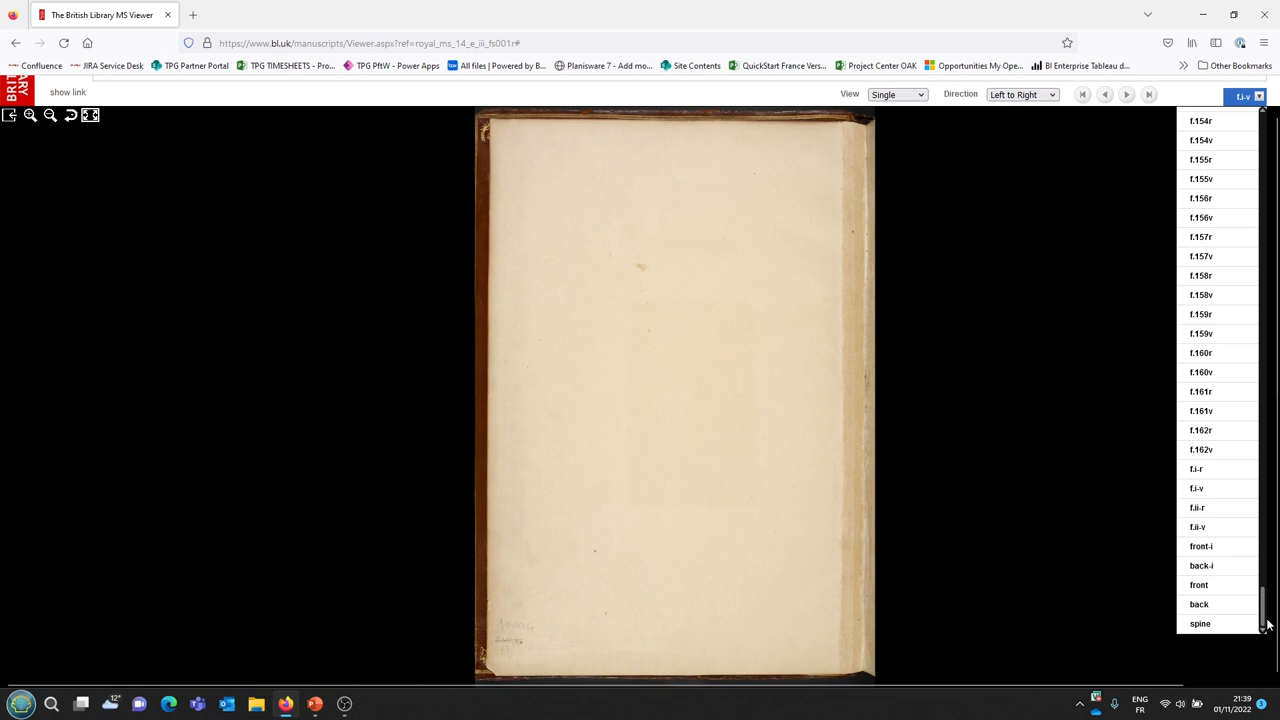 The British Library MS Viewer
https://www.bl.uk/manuscripts/Viewer.aspx?ref=royal_ms_14_e_iii_fs001r#
Confluence JIRA Service Desk TPG Partner Portal TPG TIMESHEETS - Pro... TPG PftW - Power Apps All files | Powered by B... Planisware 7 - Add mo... Site Contents QuickStart France Vers... Project Center OAK Opportunities My Ope... BI Enterprise Tableau d... Other Bookmarks
show link View Single Direction Left to Right f.i-v
f.154r
f.154v
f.155r
f.155v
f.156r
f.156v
f.157r
f.157v
f.158r
f.158v
f.159r
f.159v
f.160r
f.160v
f.161r
f.161v
f.162r
f.162v
f.i-r
f.i-v
f.ii-r
f.ii-v
front-i
back-i
front
back
spine
12°
ENG
FR
21:39
01/11/2022
3